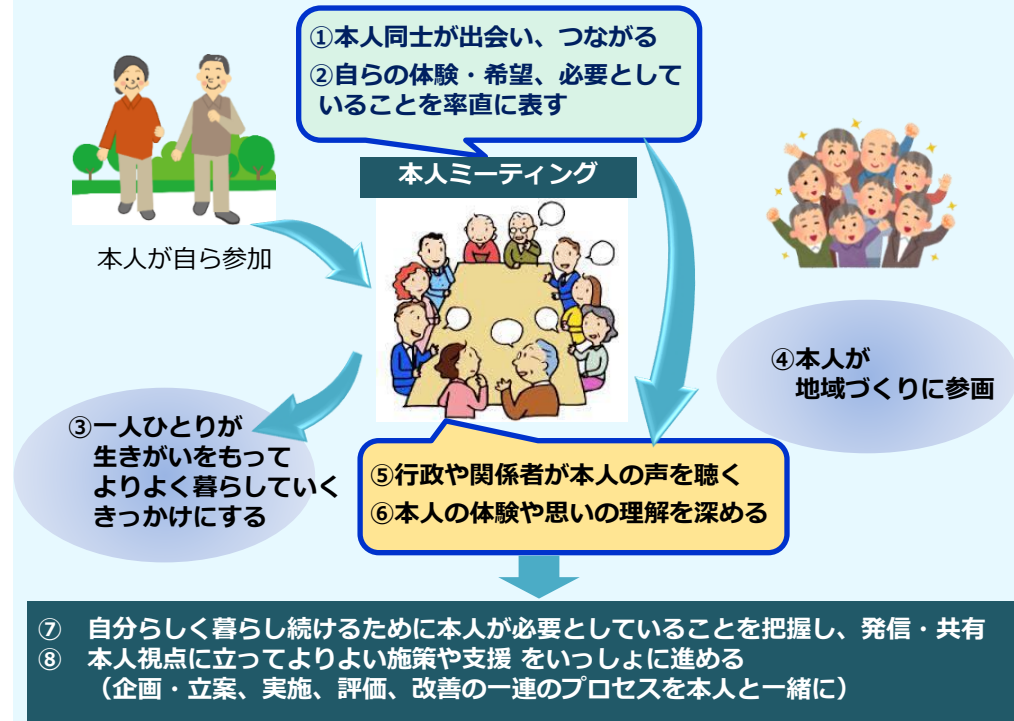 ①本人同士が出会い、つながる
②自らの体験・希望、必要として
いることを率直に表す
本人ミーティング
本人が自ら参加
③一人ひとりが
生きがいをもって
よりよく暮らしていく
きっかけにする
④本人が
地域づくりに参画
⑤行政や関係者が本人の声を聴く
⑥本人の体験や思いの理解を深める
⑦　自分らしく暮らし続けるために本人が必要としていることを把握し、発信・共有
⑧　本人視点に立ってよりよい施策や支援 をいっしょに進める
（企画・立案、実施、評価、改善の一連のプロセスを本人と一緒に）